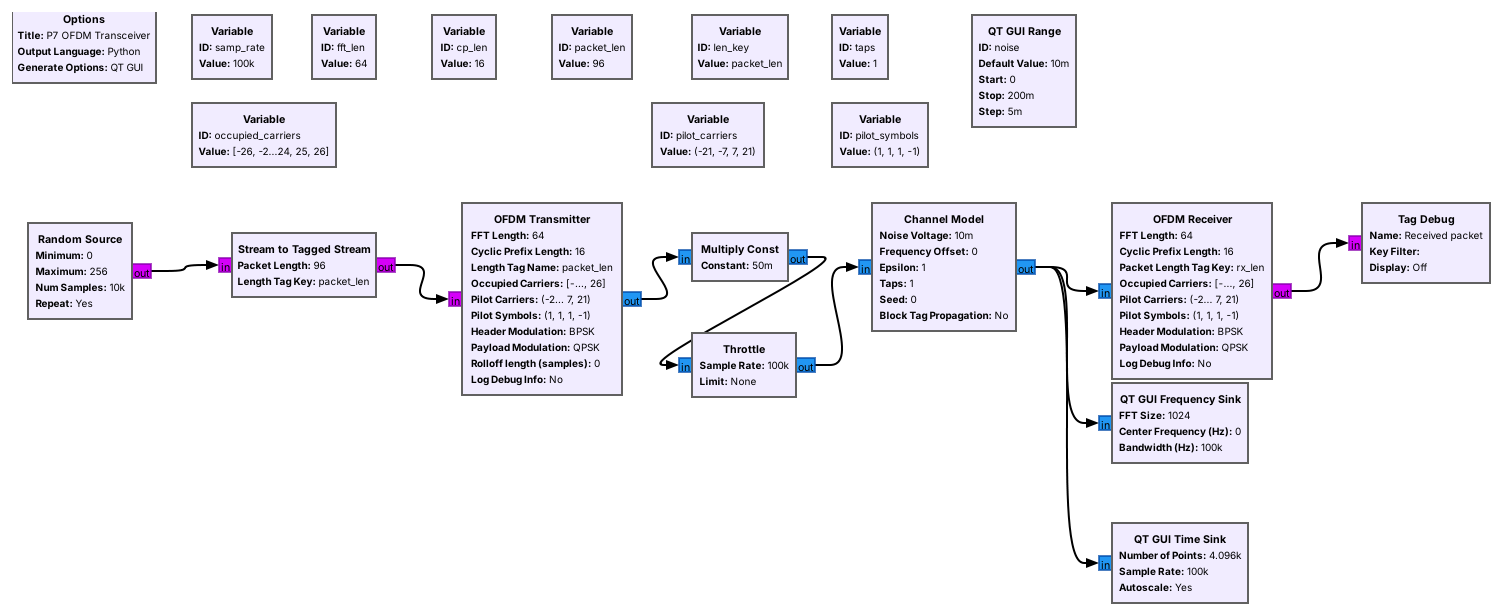 Options
Title: P7 OFDM Transceiver
Output Language: Python
Generate Options: QT GUI
Variable
ID: samp_rate
Value: 100k
Variable
ID: fft_len
Value: 64
Variable
ID: cp_len
Value: 16
Variable
ID: packet_len
Value: 96
Variable
ID: len_key
Value: packet_len
Variable
ID: taps
Value: 1
QT GUI Range
ID: noise
Default Value: 10m
Start: 0
Stop: 200m
Step: 5m
Variable
ID: occupied_carriers
Value: [-26, -2...24, 25, 26]
Variable
ID: pilot_carriers
Value: (-21, -7, 7, 21)
Variable
ID: pilot_symbols
Value: (1, 1, 1, -1)
Random Source
Minimum: 0
Maximum: 256
Num Samples: 10k
Repeat: Yes
out
in
Stream to Tagged Stream
Packet Length: 96
Length Tag Key: packet_len
out
in
OFDM Transmitter
FFT Length: 64
Cyclic Prefix Length: 16
Length Tag Name: packet_len
Occupied Carriers: [-..., 26]
Pilot Carriers: (-2... 7, 21)
Pilot Symbols: (1, 1, 1, -1)
Header Modulation: BPSK
Payload Modulation: QPSK
Rolloff length (samples): 0
Log Debug Info: No
out
in
Multiply Const
Constant: 50m
out
in
Throttle
Sample Rate: 100k
Limit: None
out
in
Channel Model
Noise Voltage: 10m
Frequency Offset: 0
Epsilon: 1
Taps: 1
Seed: 0
Block Tag Propagation: No
out
in
OFDM Receiver
FFT Length: 64
Cyclic Prefix Length: 16
Packet Length Tag Key: rx_len
Occupied Carriers: [-..., 26]
Pilot Carriers: (-2... 7, 21)
Pilot Symbols: (1, 1, 1, -1)
Header Modulation: BPSK
Payload Modulation: QPSK
Log Debug Info: No
out
in
Tag Debug
Name: Received packet
Key Filter:
Display: Off
in
QT GUI Frequency Sink
FFT Size: 1024
Center Frequency (Hz): 0
Bandwidth (Hz): 100k
in
QT GUI Time Sink
Number of Points: 4.096k
Sample Rate: 100k
Autoscale: Yes